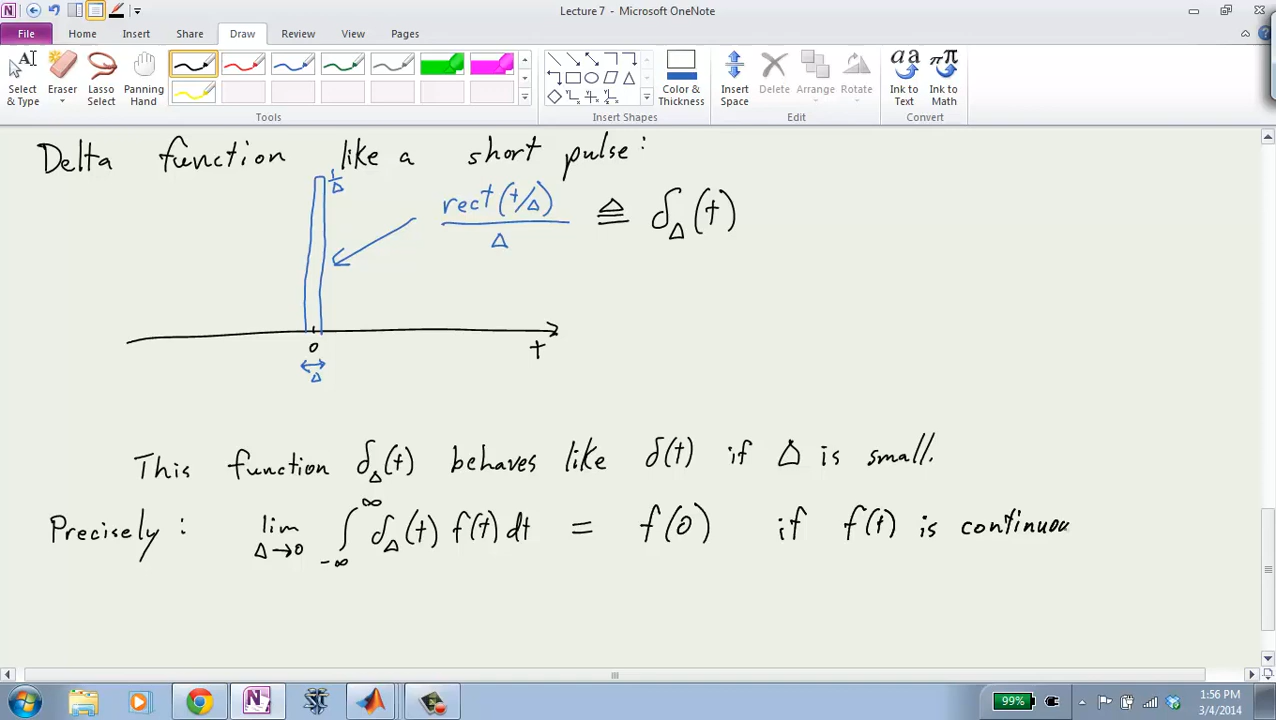 Lecture 7 - Microsoft OneNote
File Home Insert Share Draw Review View Pages
Select & Type
Eraser
Lasso Select
Panning Hand
Color & Thickness
Insert Space
Delete
Arrange
Rotate
Ink to Text
Ink to Math
Tools
Insert Shapes
Edit
Convert
Delta function like a short pulse:
1/Δ
rect(t/Δ)/Δ ≜ δ_Δ(t)
0
t
Δ
This function δ_Δ(t) behaves like δ(t) if Δ is small.
Precisely: lim Δ→0 ∫_{-∞}^{∞} δ_Δ(t) f(t) dt = f(0) if f(t) is continuou
99%
1:56 PM
3/4/2014